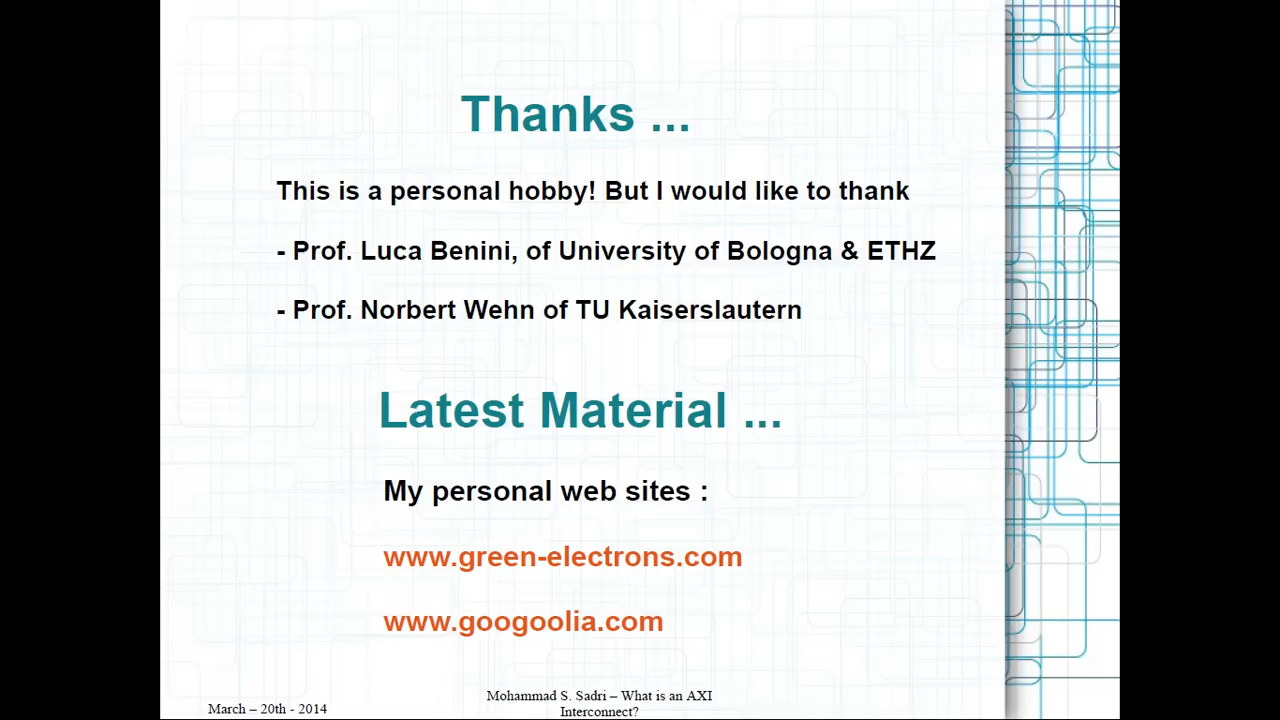 Thanks ...
This is a personal hobby! But I would like to thank
- Prof. Luca Benini, of University of Bologna & ETHZ
- Prof. Norbert Wehn of TU Kaiserslautern
Latest Material ...
My personal web sites :
www.green-electrons.com
www.googoolia.com
March – 20th - 2014
Mohammad S. Sadri – What is an AXI
Interconnect?